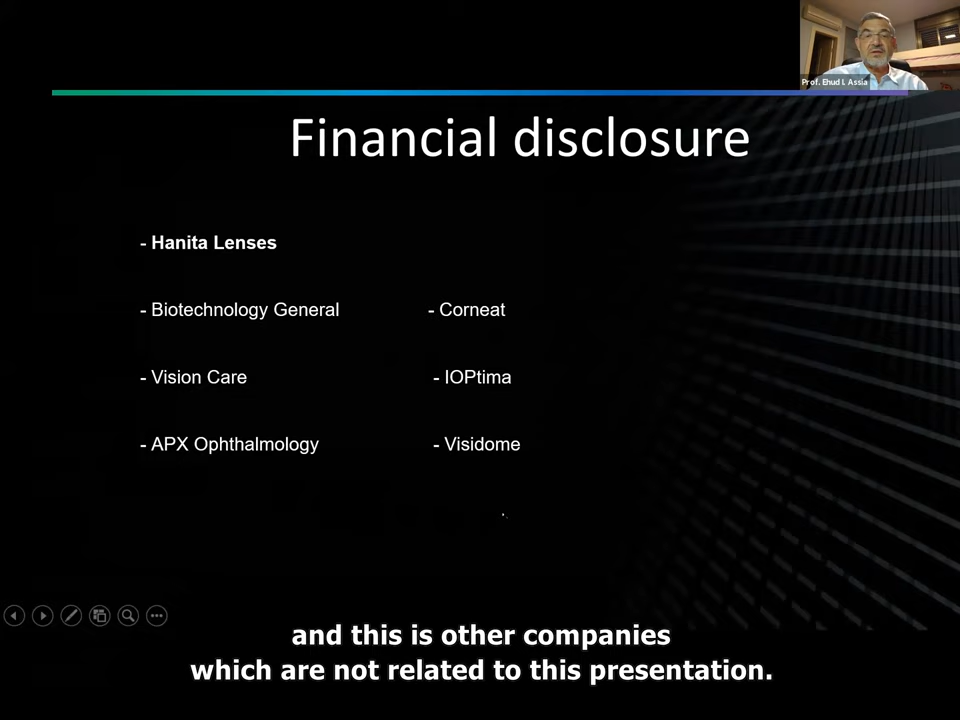 Prof. Ehud I. Assia
Financial disclosure
- Hanita Lenses
- Biotechnology General - Corneat
- Vision Care - IOPtima
- APX Ophthalmology - Visidome
and this is other companies
which are not related to this presentation.